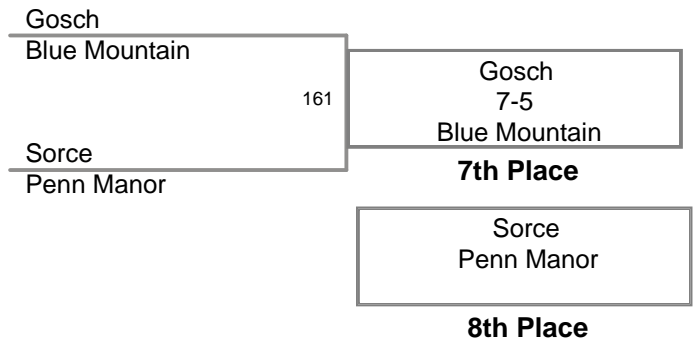 Gosch
Blue Mountain
161
Sorce
Penn Manor
Gosch
7-5
Blue Mountain
7th Place
Sorce
Penn Manor
8th Place